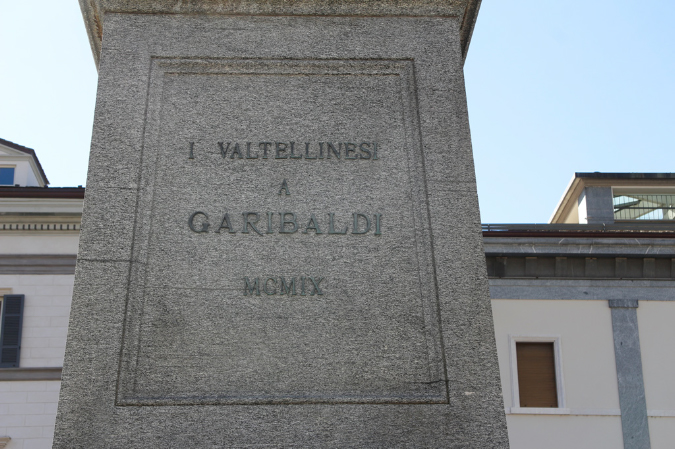 I VALTELLINESI
A
GARIBALDI
MCMIX